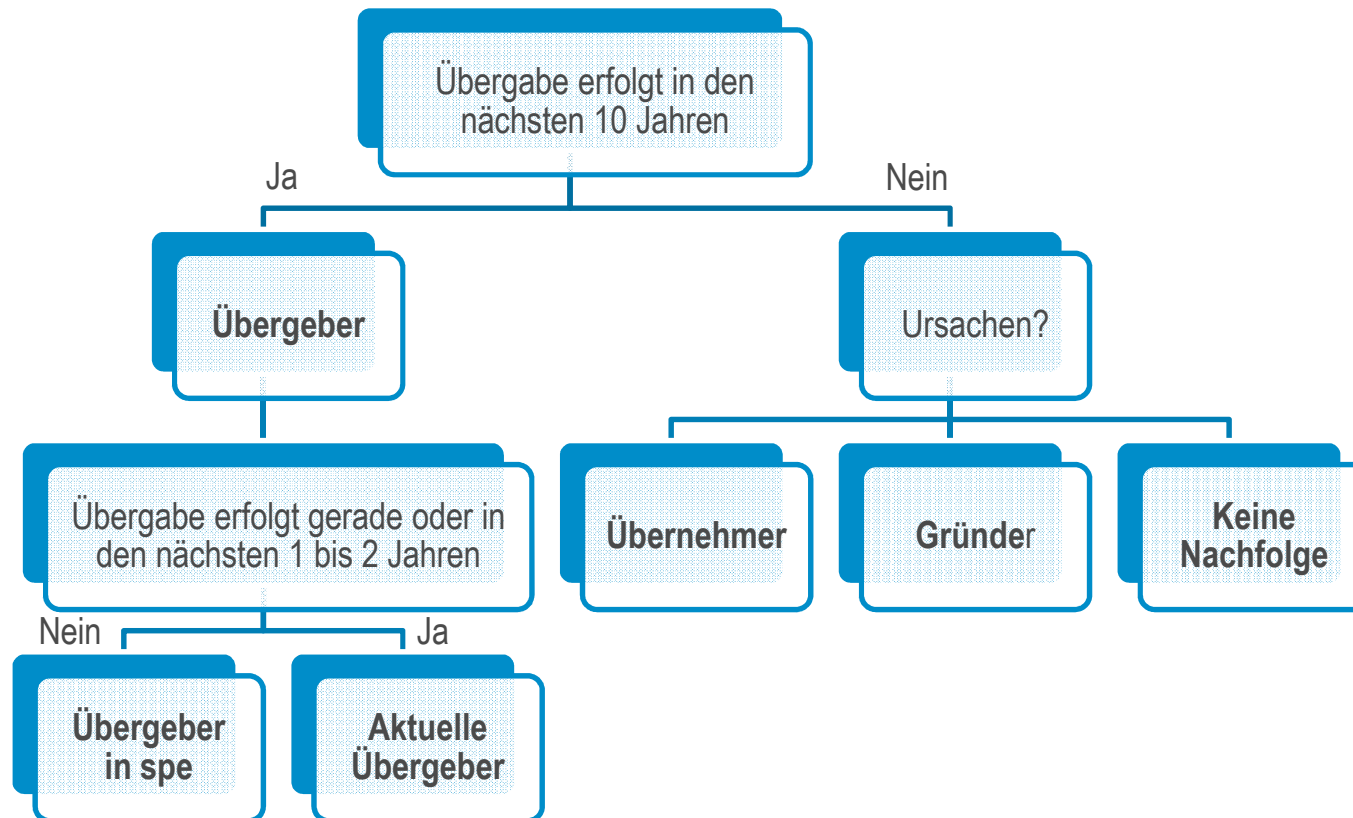 Übergabe erfolgt in den
nächsten 10 Jahren
Ja
Nein
Übergeber
Ursachen?
Übergabe erfolgt gerade oder in
den nächsten 1 bis 2 Jahren
Übernehmer
Gründer
Keine
Nachfolge
Nein
Ja
Übergeber
in spe
Aktuelle
Übergeber